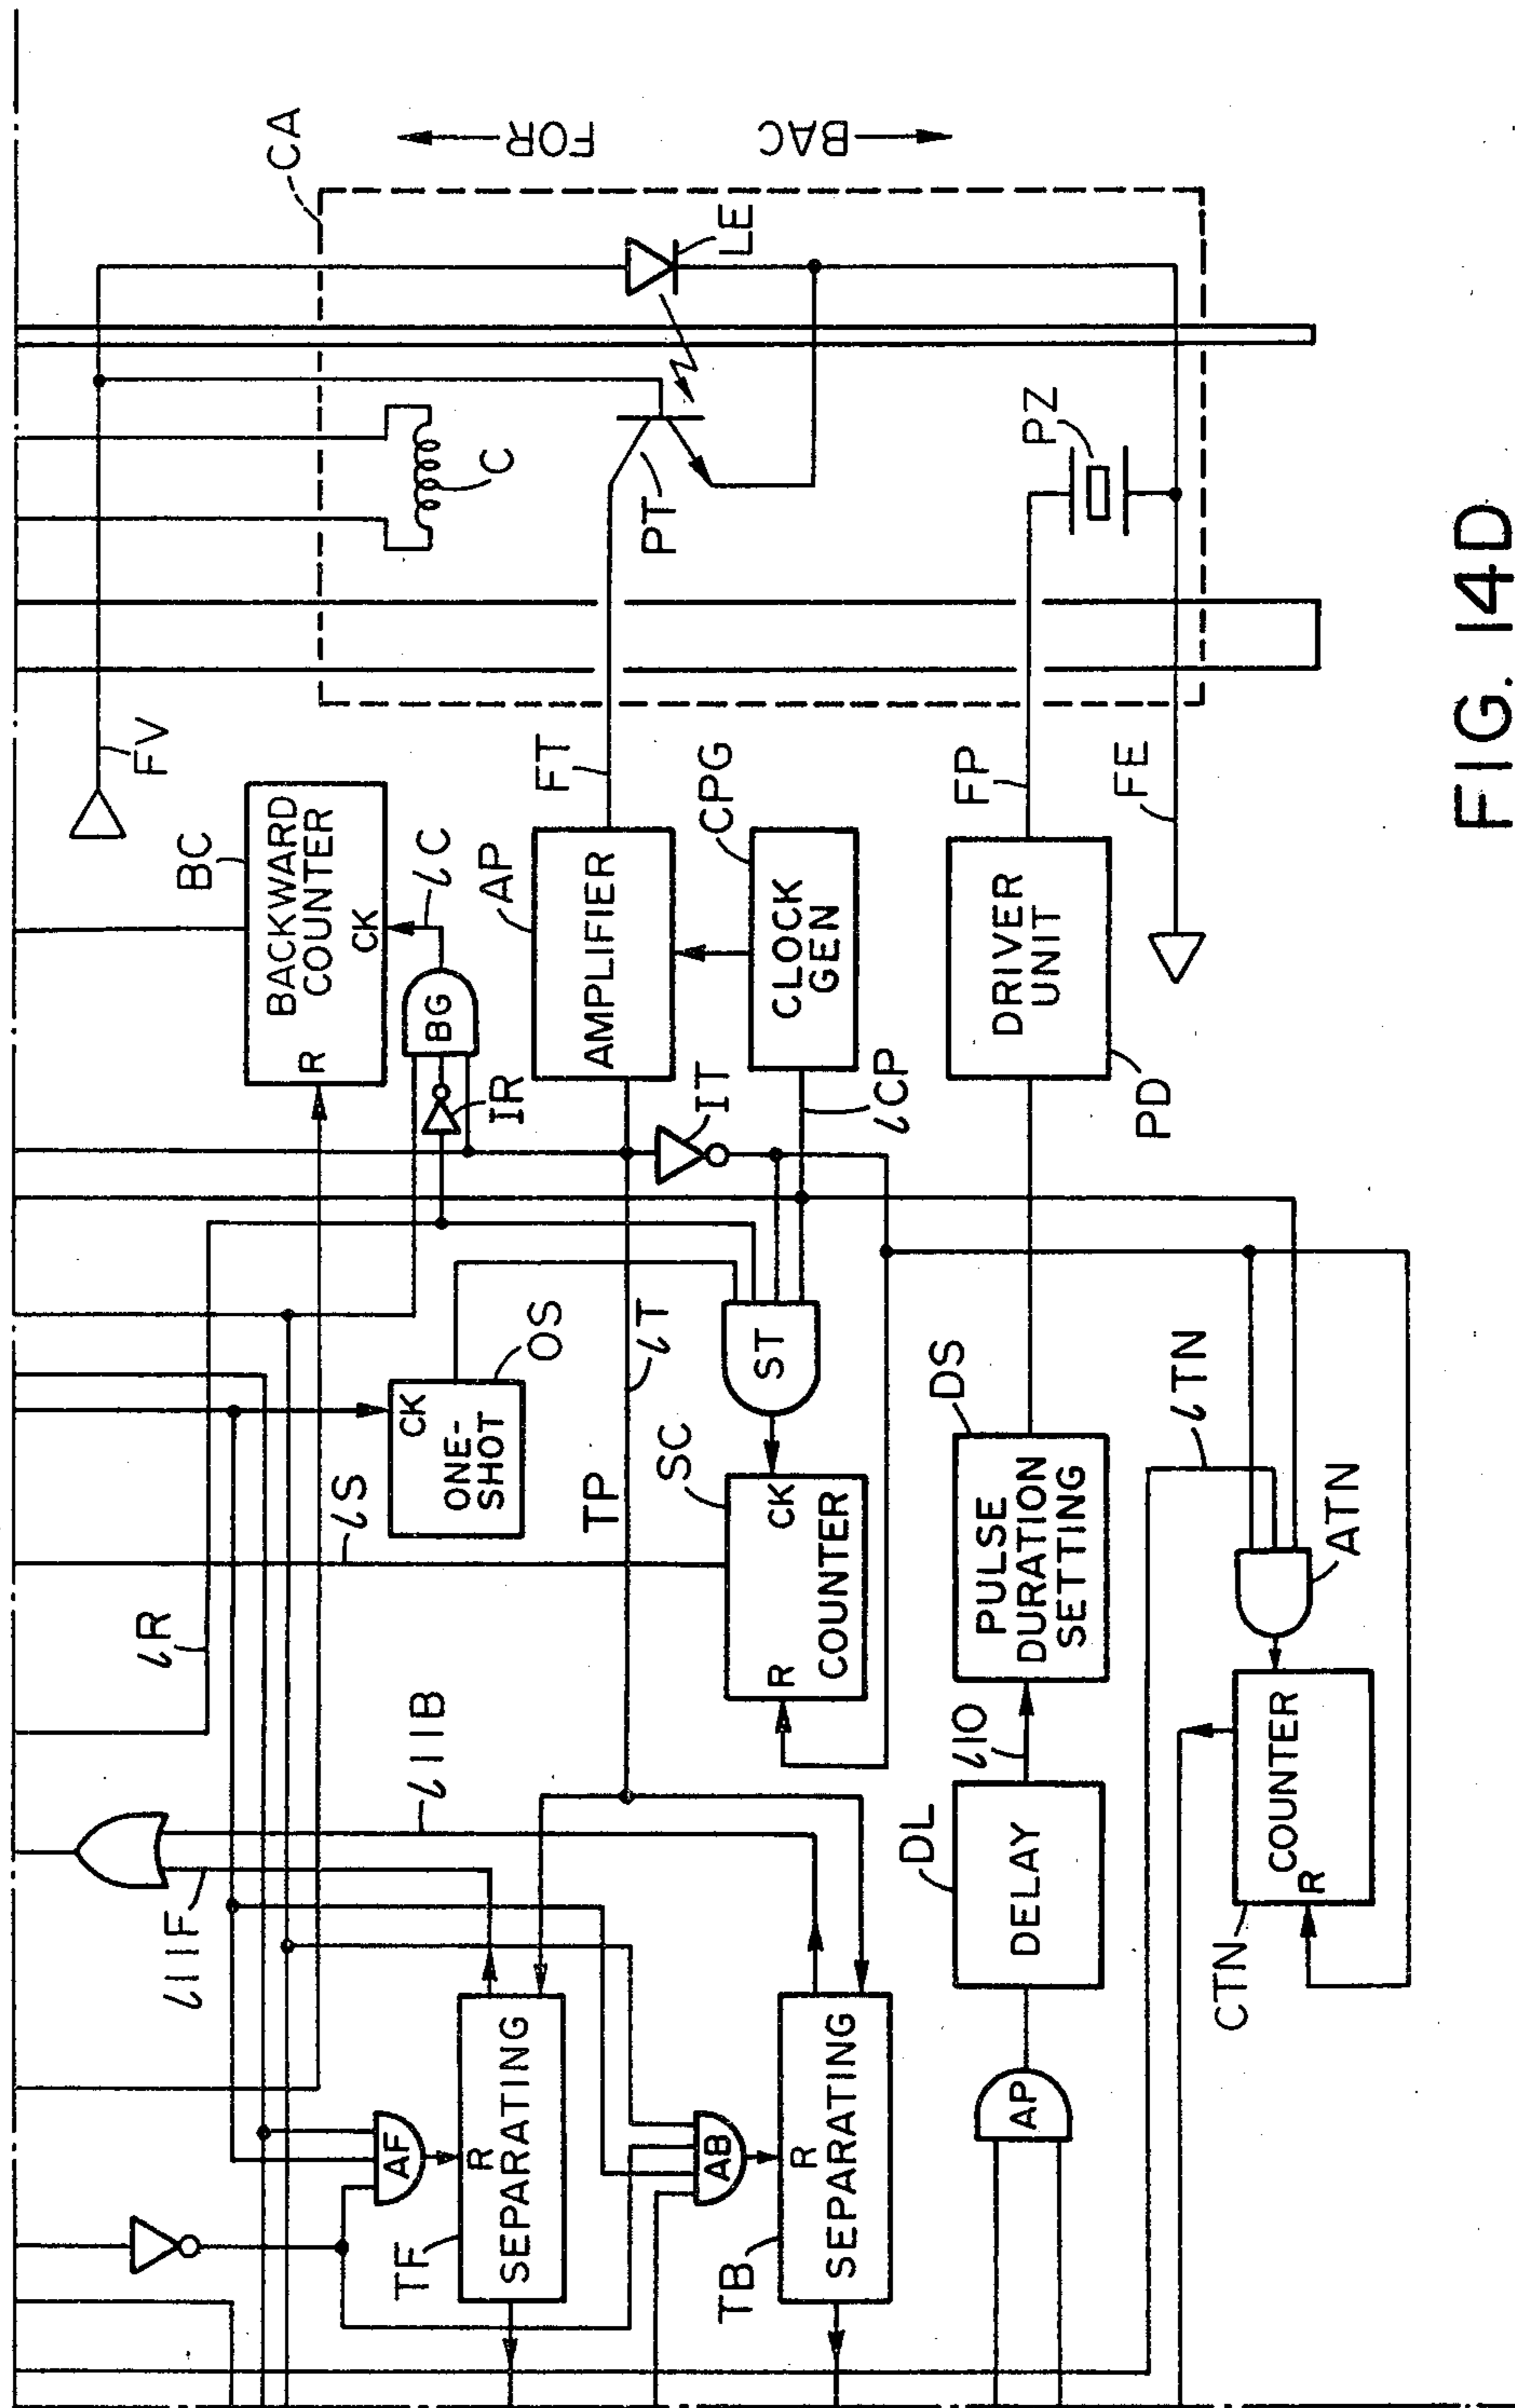 CA
FOR
BAC
LE
FV
C
PT
PZ
BC
BACKWARD
COUNTER
R
CK
ℓC
BG
IR
AP
AMPLIFIER
FT
CPG
CLOCK
GEN
ℓCP
IT
FP
FE
DRIVER
UNIT
PD
ℓR
ℓS
CK
ONE-
SHOT
OS
TP
ℓT
ST
SC
CK
R
COUNTER
DS
PULSE
DURATION
SETTING
ℓTN
ATN
ℓ11F
ℓ11B
ℓ10
DL
DELAY
AP
COUNTER
R
CTN
AF
TF
R
SEPARATING
AB
TB
R
SEPARATING
FIG. 14D